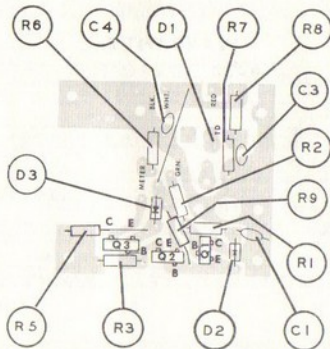 R6 C4 D1 R7 R8
BLK. WHT. RED
C3
TD
R2
METER GRN.
D3 R9
C E C E C
Q3 B Q2 Q E
B B R1
R5 R3 D2 C1